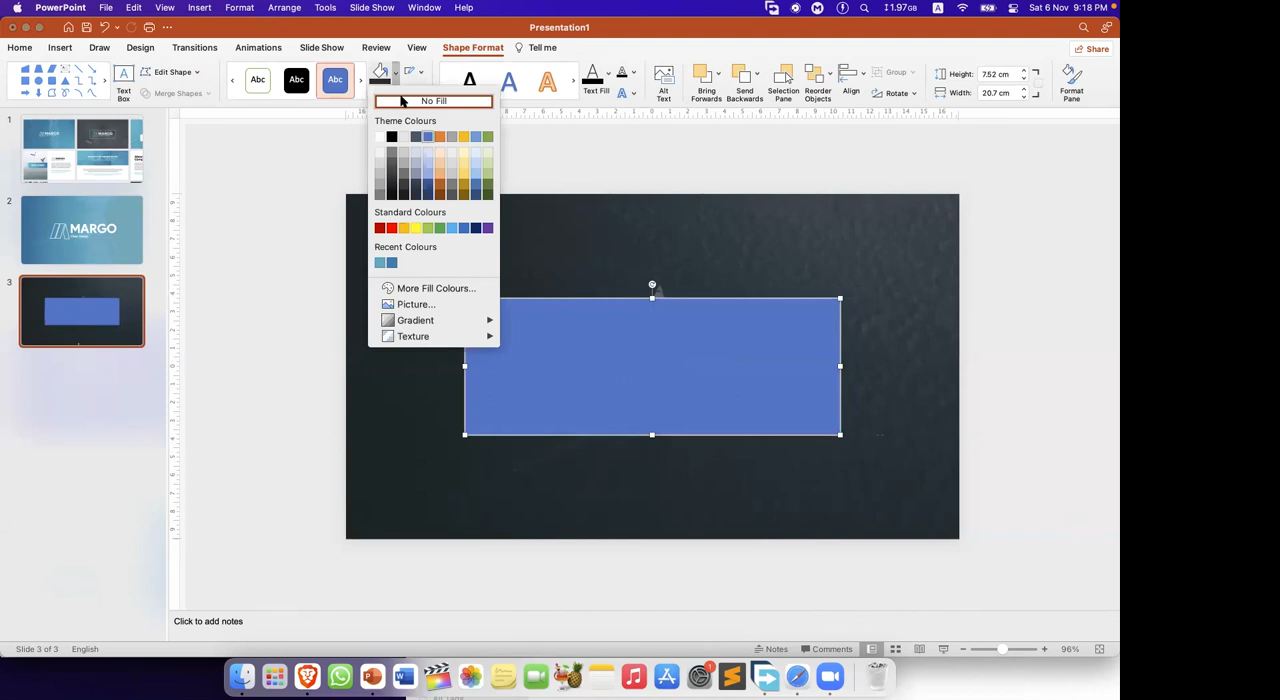 PowerPoint File Edit View Insert Format Arrange Tools Slide Show Window Help 1.97GB A Sat 6 Nov 9:18 PM
Presentation1
Home Insert Draw Design Transitions Animations Slide Show Review View Shape Format Tell me Share
Text Box
Edit Shape
Merge Shapes
Abc Abc Abc
A A A
Text Fill
Alt Text
Bring Forwards
Send Backwards
Selection Pane
Reorder Objects
Align
Group
Rotate
Height: 7.52 cm
Width: 20.7 cm
Format Pane
No Fill
Theme Colours
Standard Colours
Recent Colours
More Fill Colours...
Picture...
Gradient
Texture
1
MARGO
2
MARGO
3
Click to add notes
Slide 3 of 3 English Notes Comments 96%